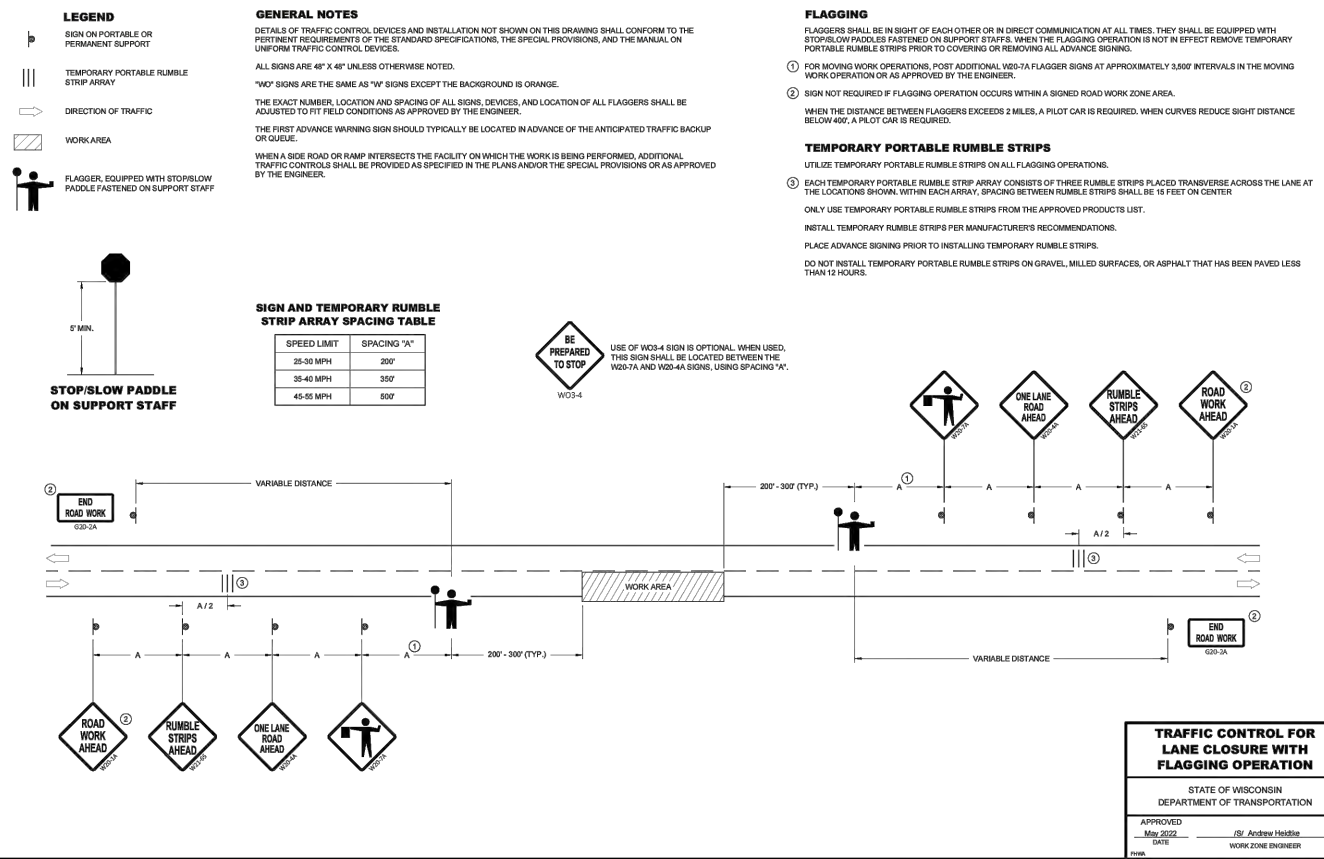 LEGEND
SIGN ON PORTABLE OR
PERMANENT SUPPORT
TEMPORARY PORTABLE RUMBLE
STRIP ARRAY
DIRECTION OF TRAFFIC
WORK AREA
FLAGGER, EQUIPPED WITH STOP/SLOW
PADDLE FASTENED ON SUPPORT STAFF
5' MIN.
STOP/SLOW PADDLE
ON SUPPORT STAFF
GENERAL NOTES
DETAILS OF TRAFFIC CONTROL DEVICES AND INSTALLATION NOT SHOWN ON THIS DRAWING SHALL CONFORM TO THE
PERTINENT REQUIREMENTS OF THE STANDARD SPECIFICATIONS, THE SPECIAL PROVISIONS, AND THE MANUAL ON
UNIFORM TRAFFIC CONTROL DEVICES.
ALL SIGNS ARE 48" X 48" UNLESS OTHERWISE NOTED.
"WO" SIGNS ARE THE SAME AS "W" SIGNS EXCEPT THE BACKGROUND IS ORANGE.
THE EXACT NUMBER, LOCATION AND SPACING OF ALL SIGNS, DEVICES, AND LOCATION OF ALL FLAGGERS SHALL BE
ADJUSTED TO FIT FIELD CONDITIONS AS APPROVED BY THE ENGINEER.
THE FIRST ADVANCE WARNING SIGN SHOULD TYPICALLY BE LOCATED IN ADVANCE OF THE ANTICIPATED TRAFFIC BACKUP
OR QUEUE.
WHEN A SIDE ROAD OR RAMP INTERSECTS THE FACILITY ON WHICH THE WORK IS BEING PERFORMED, ADDITIONAL
TRAFFIC CONTROLS SHALL BE PROVIDED AS SPECIFIED IN THE PLANS AND/OR THE SPECIAL PROVISIONS OR AS APPROVED
BY THE ENGINEER.
FLAGGING
FLAGGERS SHALL BE IN SIGHT OF EACH OTHER OR IN DIRECT COMMUNICATION AT ALL TIMES. THEY SHALL BE EQUIPPED WITH
STOP/SLOW PADDLES FASTENED ON SUPPORT STAFFS. WHEN THE FLAGGING OPERATION IS NOT IN EFFECT REMOVE TEMPORARY
PORTABLE RUMBLE STRIPS PRIOR TO COVERING OR REMOVING ALL ADVANCE SIGNING.
1 FOR MOVING WORK OPERATIONS, POST ADDITIONAL W20-7A FLAGGER SIGNS AT APPROXIMATELY 3,500' INTERVALS IN THE MOVING
WORK OPERATION OR AS APPROVED BY THE ENGINEER.
2 SIGN NOT REQUIRED IF FLAGGING OPERATION OCCURS WITHIN A SIGNED ROAD WORK ZONE AREA.
WHEN THE DISTANCE BETWEEN FLAGGERS EXCEEDS 2 MILES, A PILOT CAR IS REQUIRED. WHEN CURVES REDUCE SIGHT DISTANCE
BELOW 400', A PILOT CAR IS REQUIRED.
TEMPORARY PORTABLE RUMBLE STRIPS
UTILIZE TEMPORARY PORTABLE RUMBLE STRIPS ON ALL FLAGGING OPERATIONS.
3 EACH TEMPORARY PORTABLE RUMBLE STRIP ARRAY CONSISTS OF THREE RUMBLE STRIPS PLACED TRANSVERSE ACROSS THE LANE AT
THE LOCATIONS SHOWN. WITHIN EACH ARRAY, SPACING BETWEEN RUMBLE STRIPS SHALL BE 15 FEET ON CENTER
ONLY USE TEMPORARY PORTABLE RUMBLE STRIPS FROM THE APPROVED PRODUCTS LIST.
INSTALL TEMPORARY RUMBLE STRIPS PER MANUFACTURER'S RECOMMENDATIONS.
PLACE ADVANCE SIGNING PRIOR TO INSTALLING TEMPORARY RUMBLE STRIPS.
DO NOT INSTALL TEMPORARY PORTABLE RUMBLE STRIPS ON GRAVEL, MILLED SURFACES, OR ASPHALT THAT HAS BEEN PAVED LESS
THAN 12 HOURS.
SIGN AND TEMPORARY RUMBLE
STRIP ARRAY SPACING TABLE
SPEED LIMIT SPACING "A"
25-30 MPH 200'
35-40 MPH 350'
45-55 MPH 500'
BE
PREPARED
TO STOP
WO3-4
USE OF WO3-4 SIGN IS OPTIONAL. WHEN USED,
THIS SIGN SHALL BE LOCATED BETWEEN THE
W20-7A AND W20-4A SIGNS, USING SPACING "A".
W20-7A
ONE LANE
ROAD
AHEAD
W20-4A
RUMBLE
STRIPS
AHEAD
W21-65
ROAD
WORK
AHEAD
W20-1A
2
2
END
ROAD WORK
G20-2A
VARIABLE DISTANCE
200' - 300' (TYP.)
A 1
A
A
A
A / 2
3
3
A / 2
WORK AREA
A
A
A
A 1
200' - 300' (TYP.)
VARIABLE DISTANCE
2
END
ROAD WORK
G20-2A
ROAD
WORK
AHEAD
W20-1A
2
RUMBLE
STRIPS
AHEAD
W21-65
ONE LANE
ROAD
AHEAD
W20-4A
W20-7A
TRAFFIC CONTROL FOR
LANE CLOSURE WITH
FLAGGING OPERATION
STATE OF WISCONSIN
DEPARTMENT OF TRANSPORTATION
APPROVED
May 2022 /S/ Andrew Heidtke
DATE WORK ZONE ENGINEER
FHWA